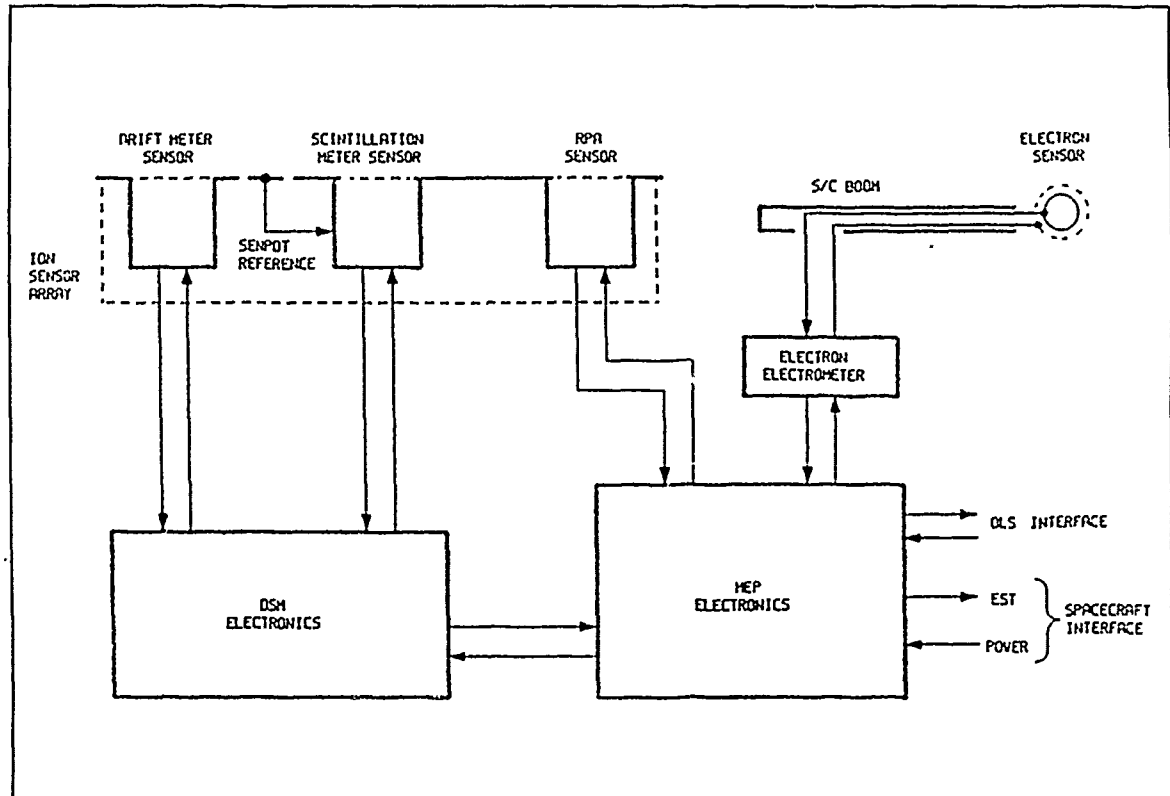 DRIFT METER
SENSOR
SCINTILLATION
METER SENSOR
RPA
SENSOR
ELECTRON
SENSOR
S/C BOOM
SENPOT
REFERENCE
ION
SENSOR
ARRAY
ELECTRON
ELECTROMETER
DSM
ELECTRONICS
MEP
ELECTRONICS
OLS INTERFACE
EST
POWER
SPACECRAFT
INTERFACE